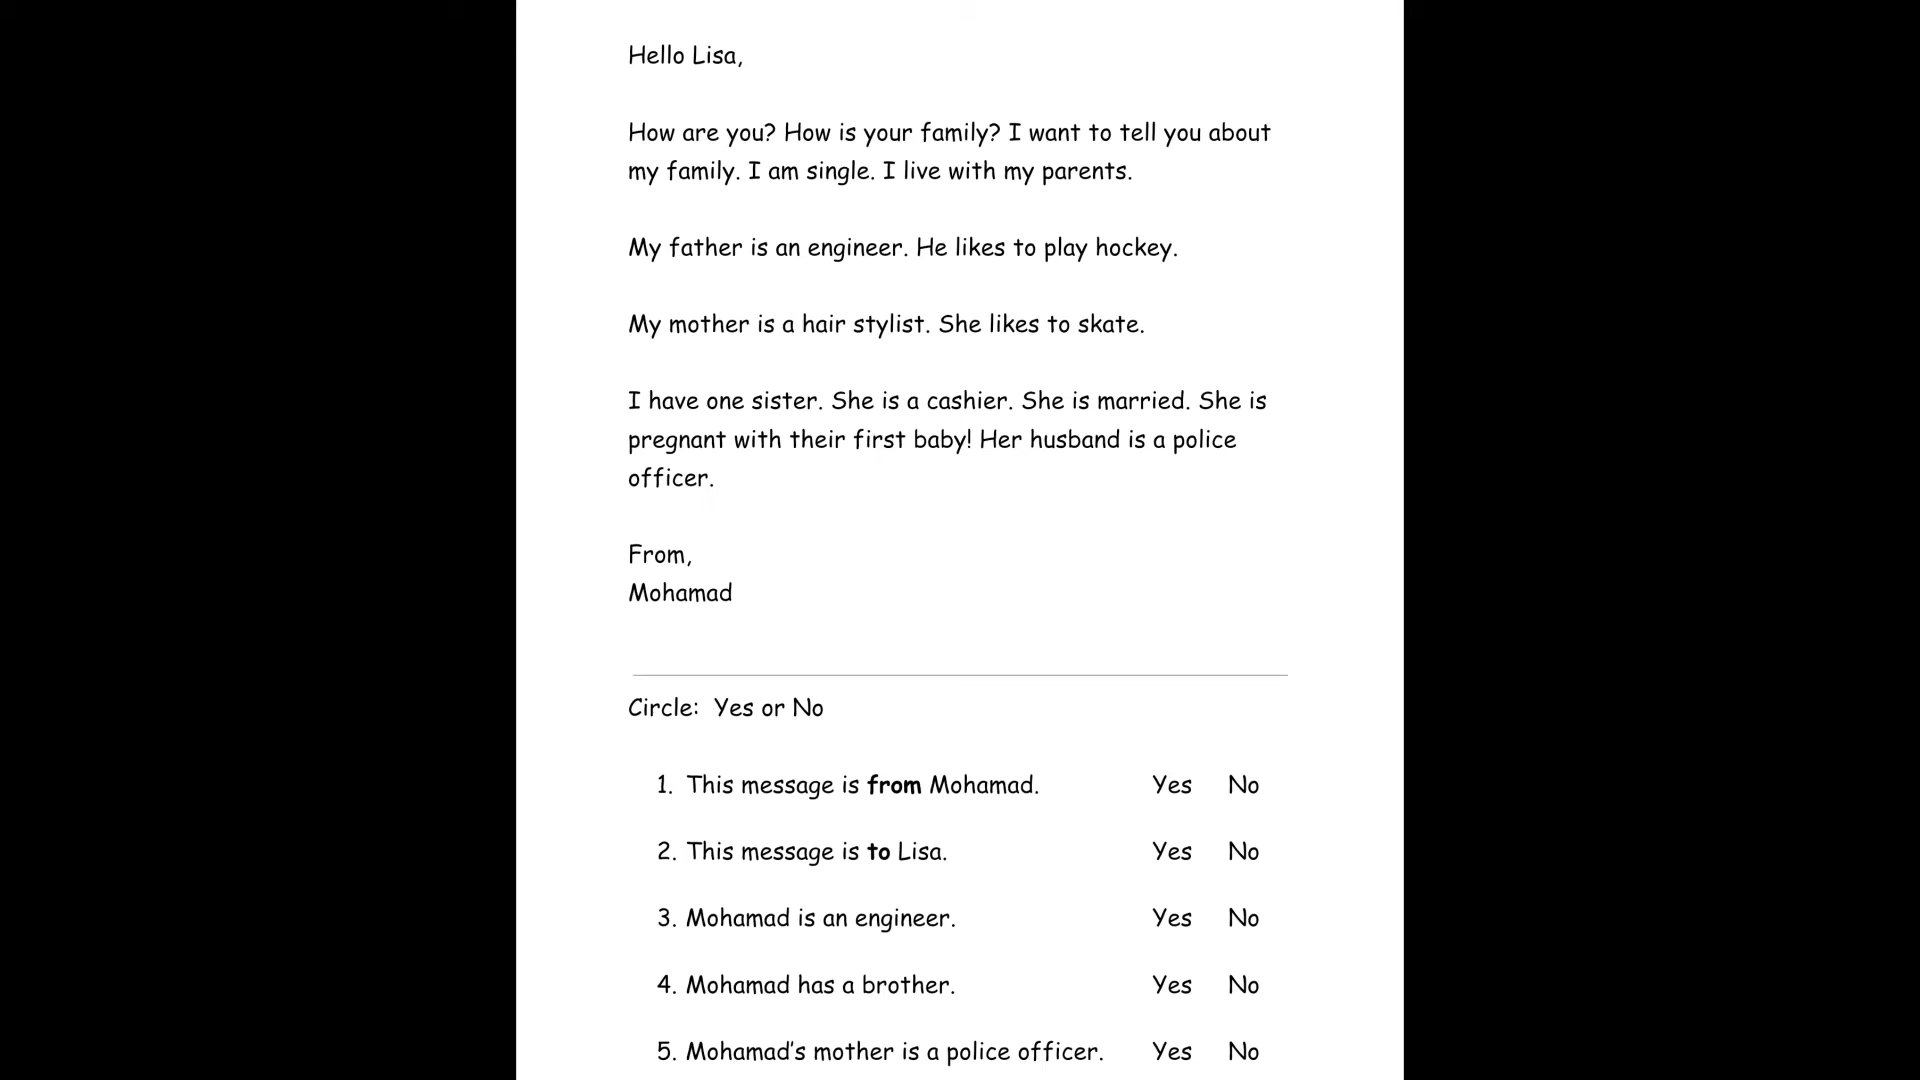 Hello Lisa,
How are you? How is your family? I want to tell you about
my family. I am single. I live with my parents.
My father is an engineer. He likes to play hockey.
My mother is a hair stylist. She likes to skate.
I have one sister. She is a cashier. She is married. She is
pregnant with their first baby! Her husband is a police
officer.
From,
Mohamad
Circle:  Yes or No
1. This message is from Mohamad. Yes No
2. This message is to Lisa. Yes No
3. Mohamad is an engineer. Yes No
4. Mohamad has a brother. Yes No
5. Mohamad's mother is a police officer. Yes No